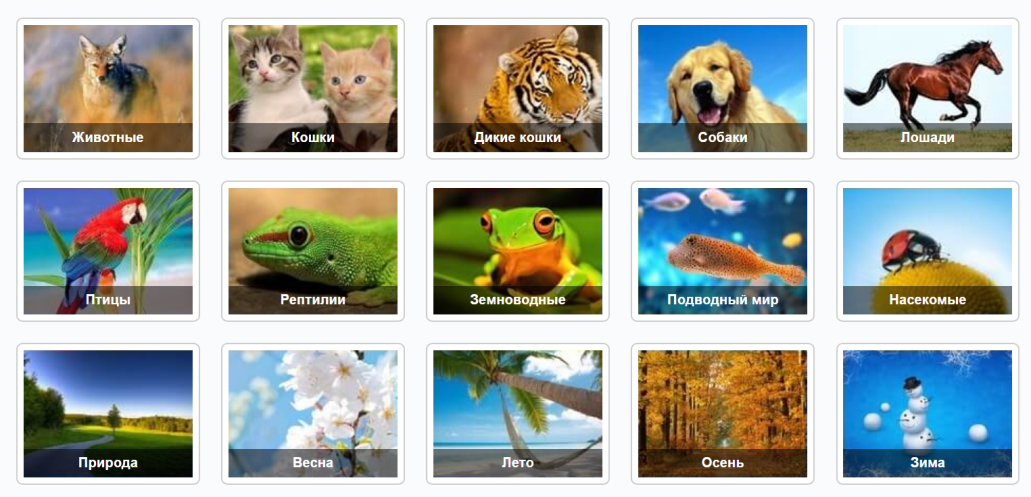 Животные
Кошки
Дикие кошки
Собаки
Лошади
Птицы
Рептилии
Земноводные
Подводный мир
Насекомые
Природа
Весна
Лето
Осень
Зима